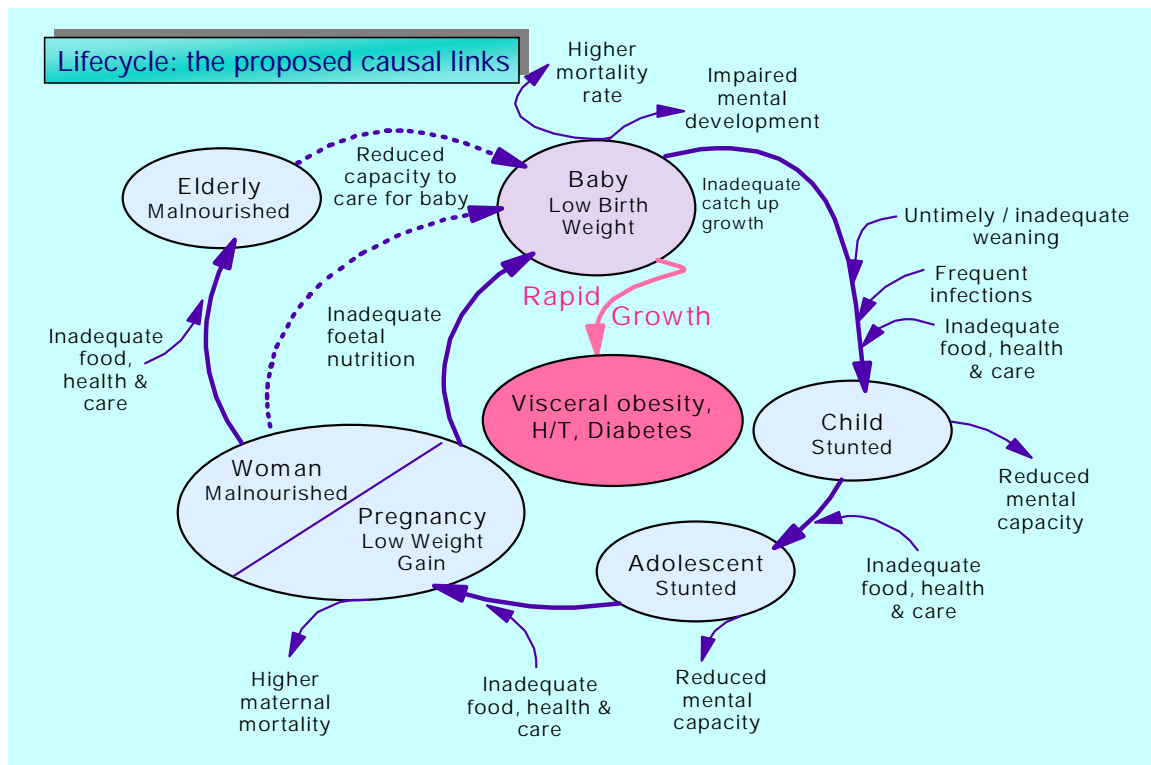 Lifecycle: the proposed causal links
Higher
mortality
rate
Impaired
mental
development
Elderly
Malnourished
Reduced
capacity to
care for baby
Baby
Low Birth
Weight
Inadequate
catch up
growth
Untimely / inadequate
weaning
Frequent
infections
Inadequate
food, health
& care
Rapid
Growth
Inadequate
foetal
nutrition
Inadequate
food,
health &
care
Visceral obesity,
H/T, Diabetes
Child
Stunted
Reduced
mental
capacity
Woman
Malnourished
Pregnancy
Low Weight
Gain
Adolescent
Stunted
Inadequate
food, health
& care
Higher
maternal
mortality
Inadequate
food, health &
care
Reduced
mental
capacity